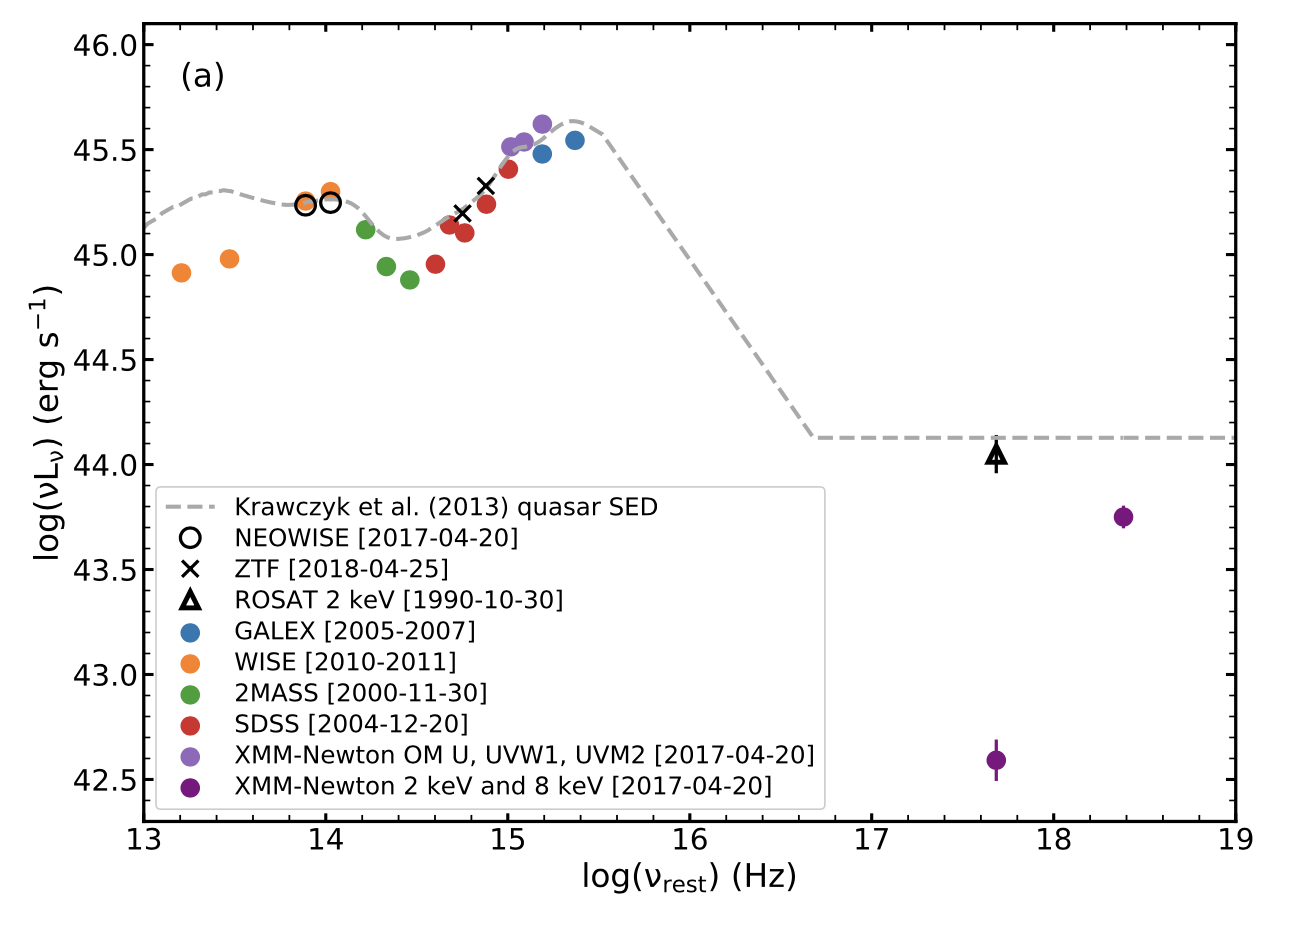 (a)
46.0
45.5
45.0
44.5
44.0
43.5
43.0
42.5
log(νLν) (erg s−1)
Krawczyk et al. (2013) quasar SED
NEOWISE [2017-04-20]
ZTF [2018-04-25]
ROSAT 2 keV [1990-10-30]
GALEX [2005-2007]
WISE [2010-2011]
2MASS [2000-11-30]
SDSS [2004-12-20]
XMM-Newton OM U, UVW1, UVM2 [2017-04-20]
XMM-Newton 2 keV and 8 keV [2017-04-20]
13 14 15 16 17 18 19
log(νrest) (Hz)